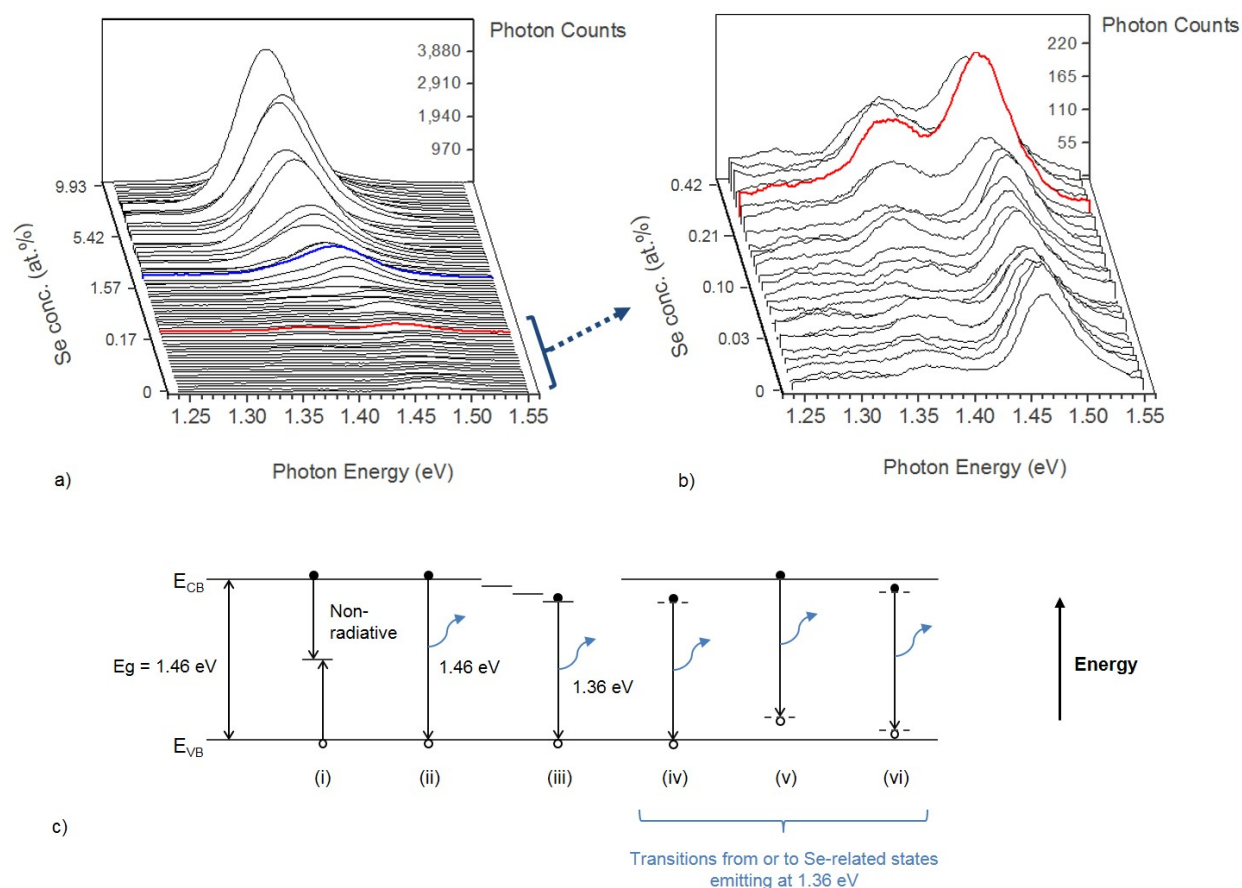 Photon Counts
3,880
2,910
1,940
970
9.93
5.42
1.57
0.17
0
Se conc. (at.%)
1.25 1.30 1.35 1.40 1.45 1.50 1.55
Photon Energy (eV)
a)
Photon Counts
220
165
110
55
0.42
0.21
0.10
0.03
0
Se conc. (at.%)
1.25 1.30 1.35 1.40 1.45 1.50 1.55
Photon Energy (eV)
b)
ECB
Non-
radiative
Eg = 1.46 eV
1.46 eV
1.36 eV
Energy
EVB
(i) (ii) (iii) (iv) (v) (vi)
c)
Transitions from or to Se-related states
emitting at 1.36 eV